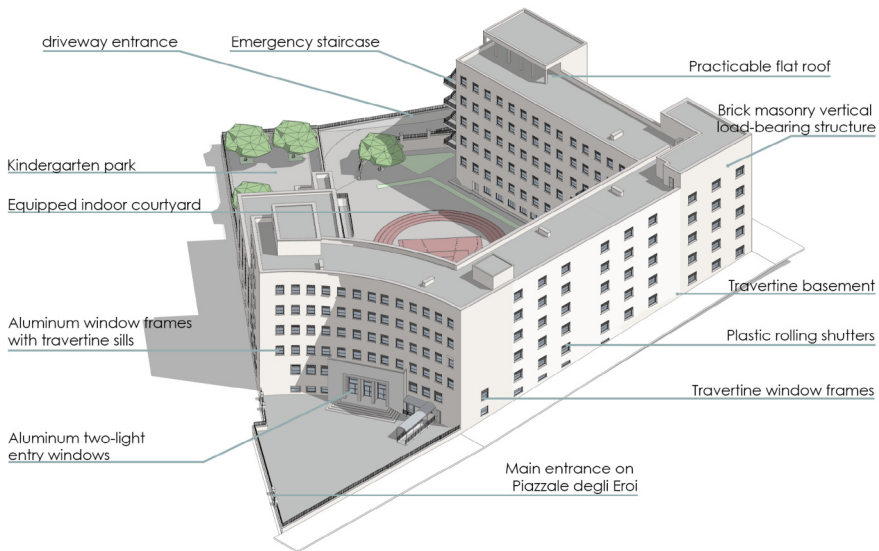 driveway entrance
Emergency staircase
Practicable flat roof
Brick masonry vertical
load-bearing structure
Kindergarten park
Equipped indoor courtyard
Travertine basement
Aluminum window frames
with travertine sills
Plastic rolling shutters
Travertine window frames
Aluminum two-light
entry windows
Main entrance on
Piazzale degli Eroi